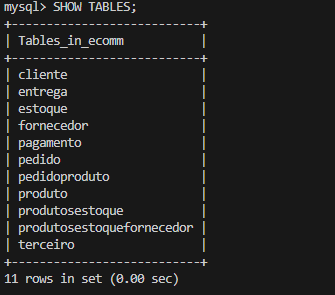 mysql> SHOW TABLES;
+--------------------------+
| Tables_in_ecomm          |
+--------------------------+
| cliente                  |
| entrega                  |
| estoque                  |
| fornecedor               |
| pagamento                |
| pedido                   |
| pedidoproduto            |
| produto                  |
| produtosestoque          |
| produtosestoquefornecedor |
| terceiro                 |
+--------------------------+
11 rows in set (0.00 sec)